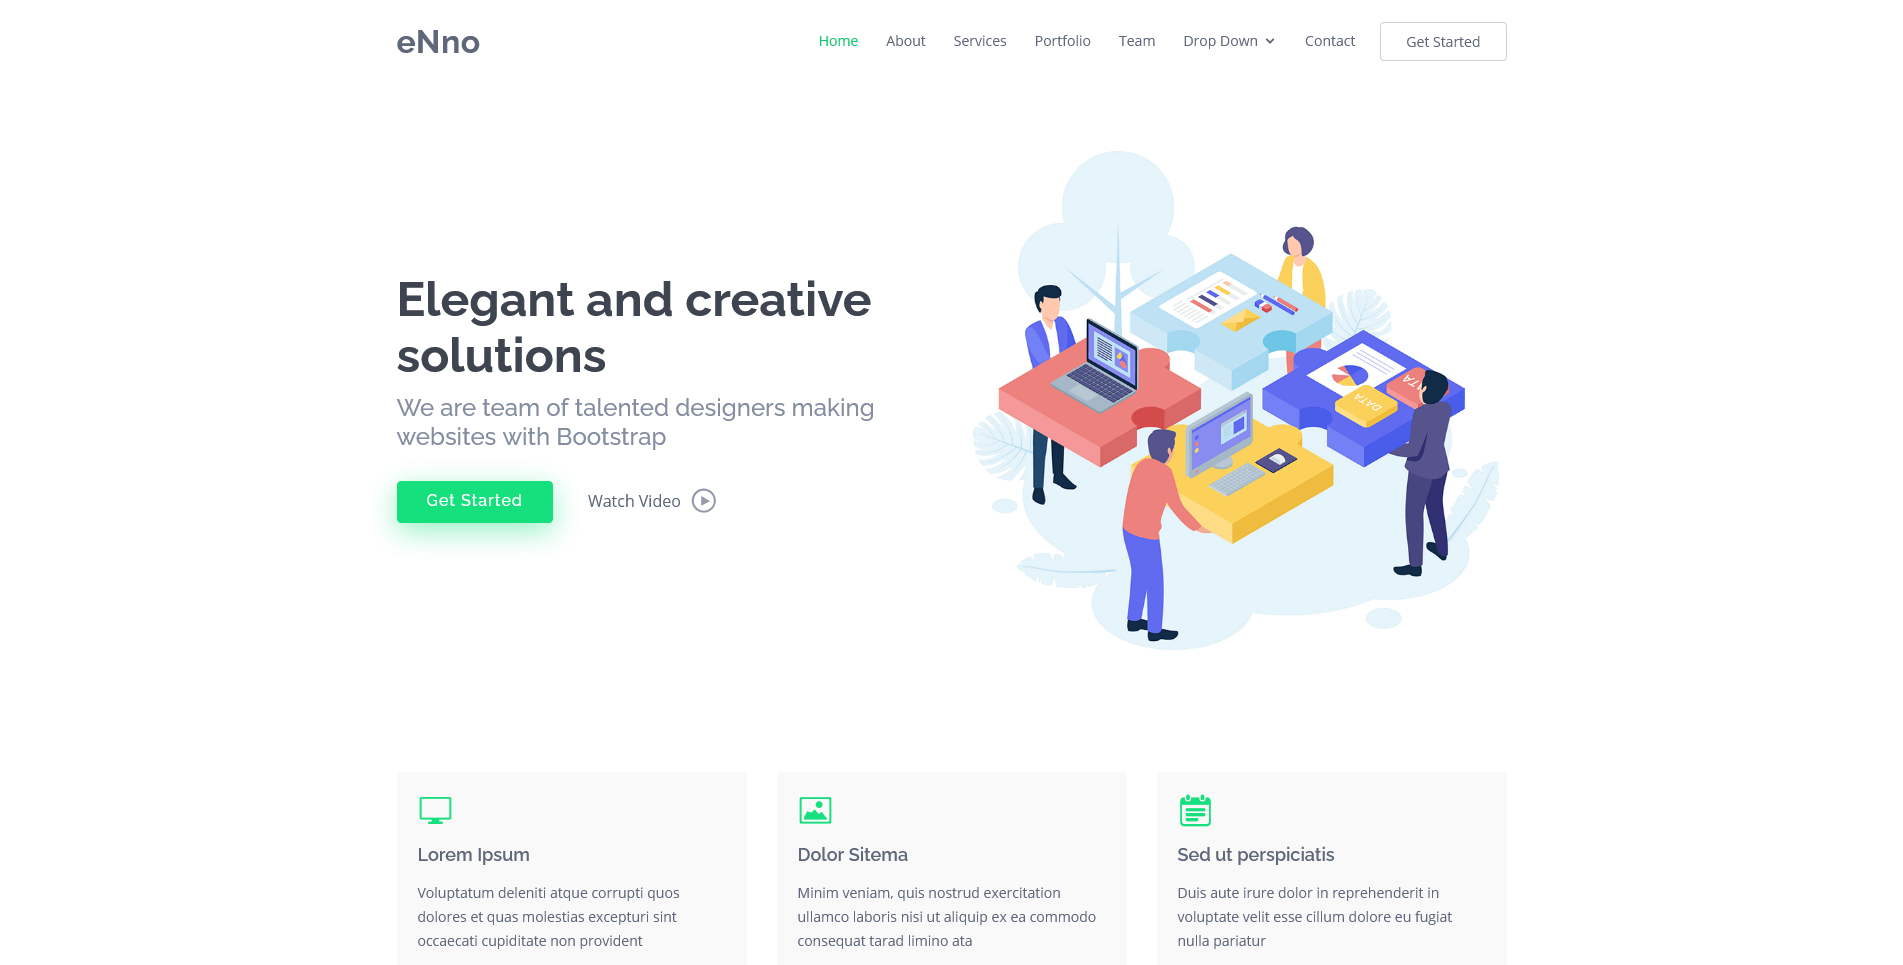 eNno
Home About Services Portfolio Team Drop Down Contact Get Started
Elegant and creative
solutions
We are team of talented designers making
websites with Bootstrap
Get Started Watch Video
DATA
DATA
Lorem Ipsum
Voluptatum deleniti atque corrupti quos
dolores et quas molestias excepturi sint
occaecati cupiditate non provident
Dolor Sitema
Minim veniam, quis nostrud exercitation
ullamco laboris nisi ut aliquip ex ea commodo
consequat tarad limino ata
Sed ut perspiciatis
Duis aute irure dolor in reprehenderit in
voluptate velit esse cillum dolore eu fugiat
nulla pariatur